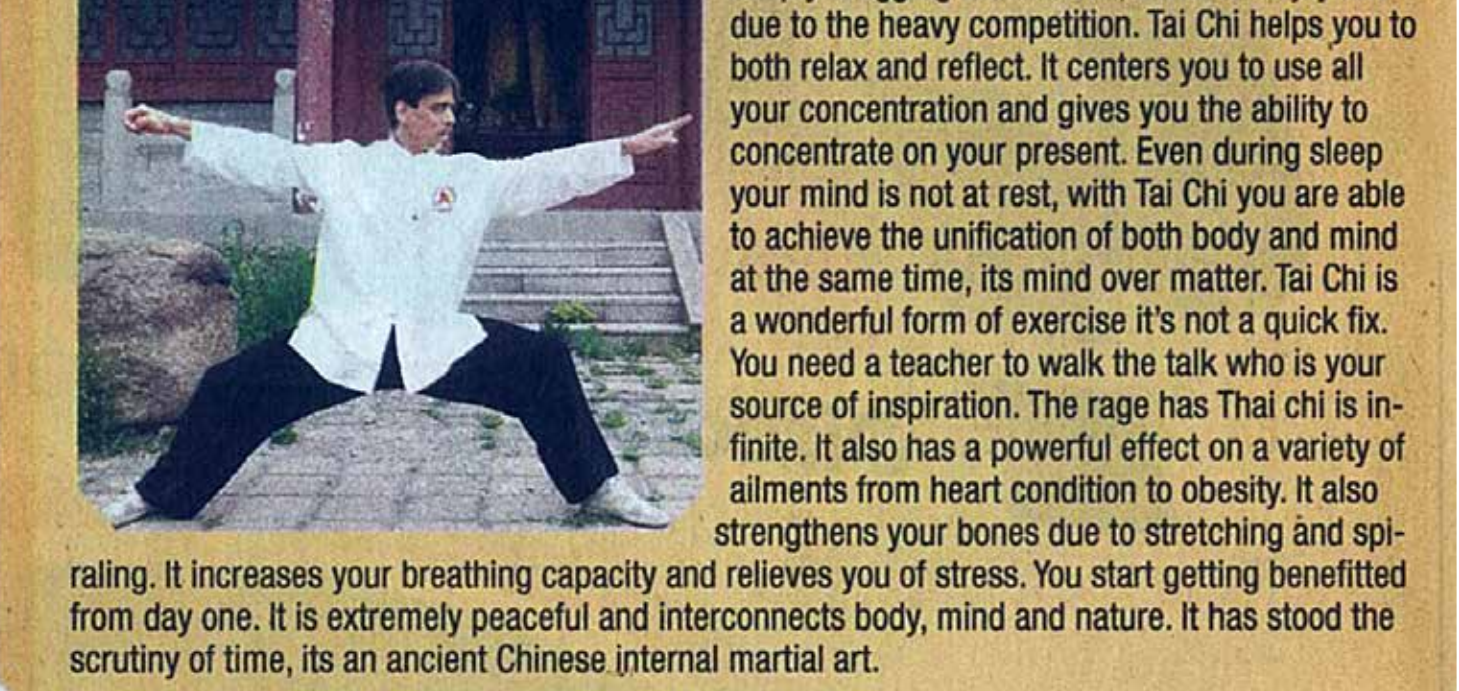 due to the heavy competition. Tai Chi helps you to
both relax and reflect. It centers you to use all
your concentration and gives you the ability to
concentrate on your present. Even during sleep
your mind is not at rest, with Tai Chi you are able
to achieve the unification of both body and mind
at the same time, its mind over matter. Tai Chi is
a wonderful form of exercise it's not a quick fix.
You need a teacher to walk the talk who is your
source of inspiration. The rage has Thai chi is in-
finite. It also has a powerful effect on a variety of
ailments from heart condition to obesity. It also
strengthens your bones due to stretching and spi-
raling. It increases your breathing capacity and relieves you of stress. You start getting benefitted
from day one. It is extremely peaceful and interconnects body, mind and nature. It has stood the
scrutiny of time, its an ancient Chinese internal martial art.